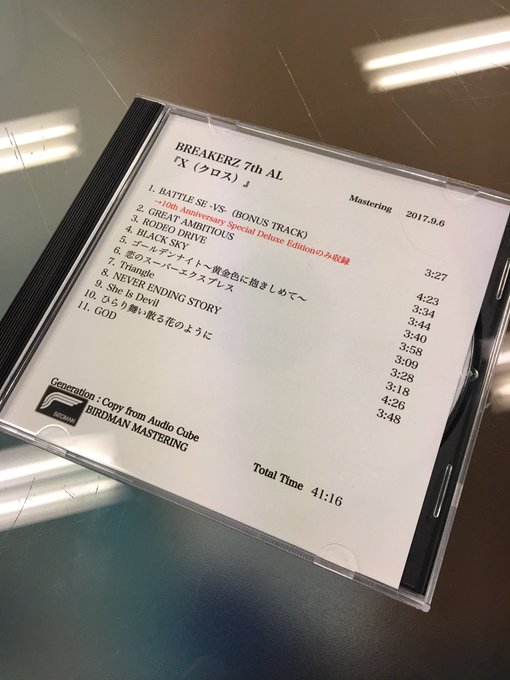 BREAKERZ 7th AL
『X（クロス）』
Mastering 2017.9.6
1. BATTLE SE -VS-（BONUS TRACK） 3:27
→10th Anniversary Special Deluxe Editionのみ収録
2. GREAT AMBITIOUS 4:23
3. RODEO DRIVE 3:34
4. BLACK SKY 3:44
5. ゴールデンナイト〜黄金色に抱きしめて〜 3:40
6. 恋のスーパーエクスプレス 3:58
7. Triangle 3:09
8. NEVER ENDING STORY 3:28
9. She Is Devil 3:18
10. ひらり舞い散る花のように 4:26
11. GOD 3:48
Generation : Copy from Audio Cube
BIRDMAN
BIRDMAN MASTERING
Total Time 41:16